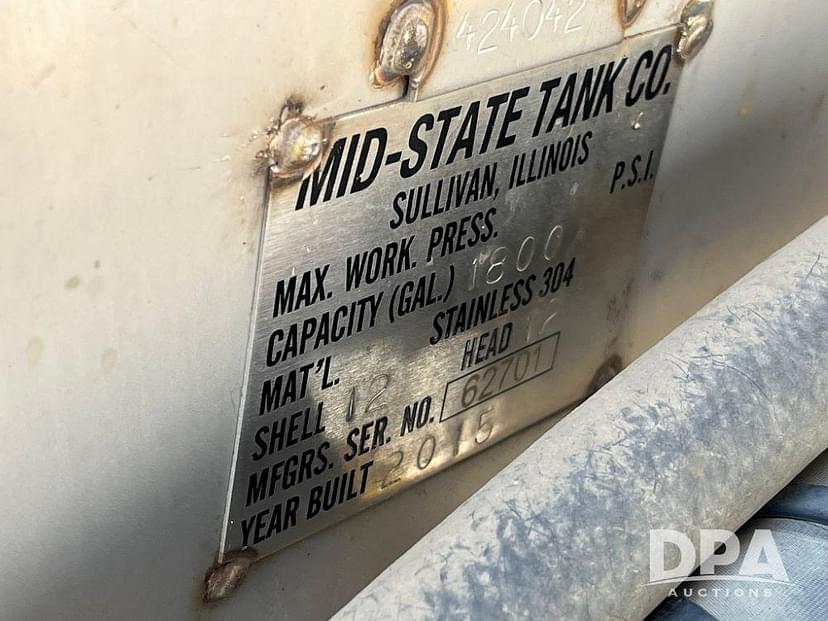 424042
MID-STATE TANK CO.
SULLIVAN, ILLINOIS
MAX. WORK. PRESS. P.S.I.
CAPACITY (GAL.) 1800
MAT'L. STAINLESS 304
SHELL 12 HEAD 12
MFGRS. SER. NO. 62701
YEAR BUILT 2015
DPA
AUCTIONS